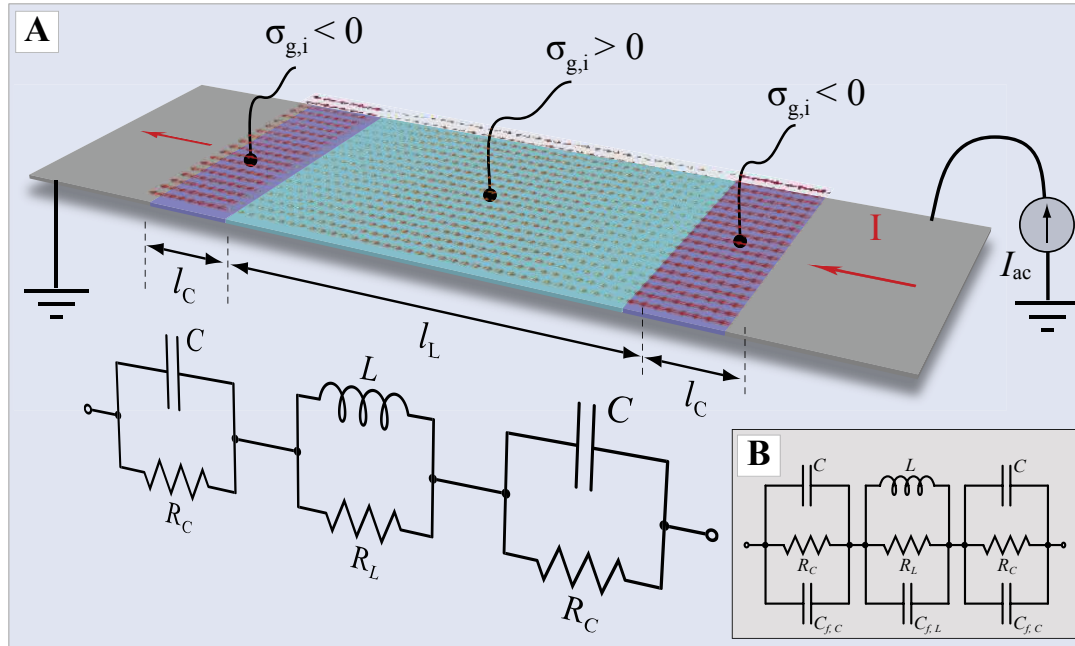 A
σg,i < 0
σg,i > 0
σg,i < 0
I
Iac
lC
lL
lC
C
L
C
RC
RL
RC
B
C
L
C
RC
RL
RC
Cf, C
Cf, L
Cf, C